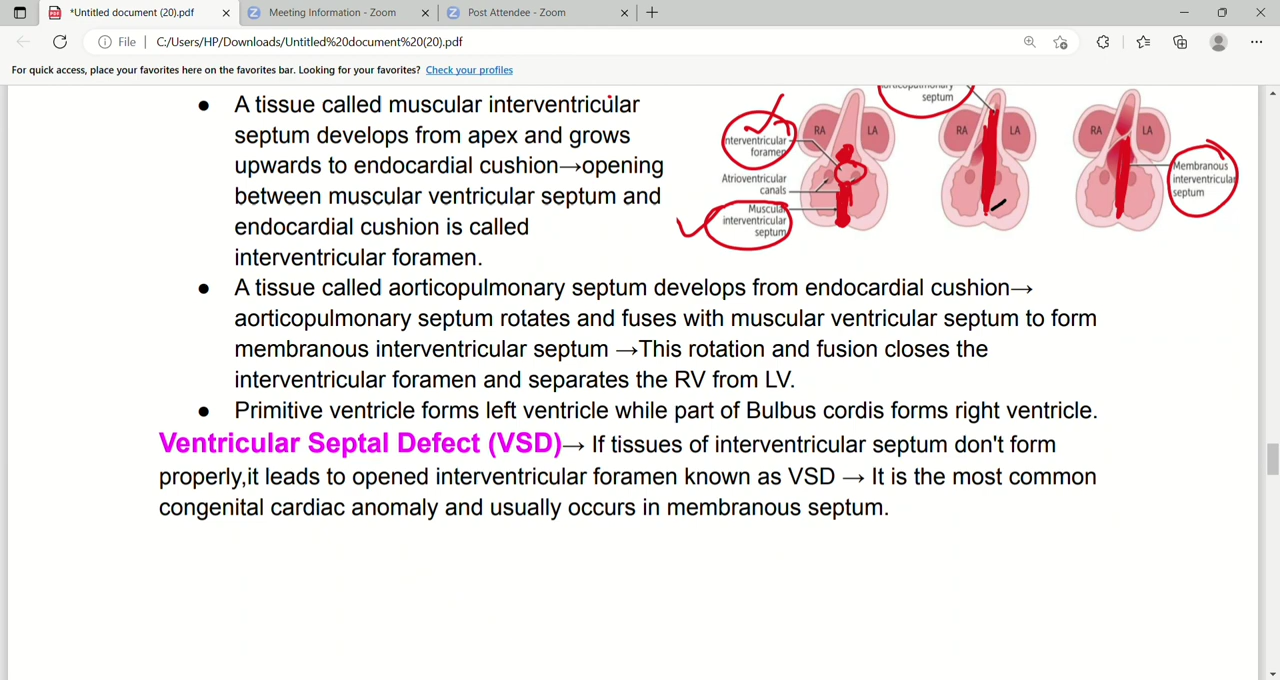 *Untitled document (20).pdf
Meeting Information - Zoom
Post Attendee - Zoom
File | C:/Users/HP/Downloads/Untitled%20document%20(20).pdf
For quick access, place your favorites here on the favorites bar. Looking for your favorites? Check your profiles
● A tissue called muscular interventricular
septum develops from apex and grows
upwards to endocardial cushion→opening
between muscular ventricular septum and
endocardial cushion is called
interventricular foramen.
RA LA
nterventricular
foramen
Atrioventricular
canals
Muscular
interventricular
septum
septum
RA LA
RA LA
Membranous
interventricular
septum
● A tissue called aorticopulmonary septum develops from endocardial cushion→
aorticopulmonary septum rotates and fuses with muscular ventricular septum to form
membranous interventricular septum →This rotation and fusion closes the
interventricular foramen and separates the RV from LV.
● Primitive ventricle forms left ventricle while part of Bulbus cordis forms right ventricle.
Ventricular Septal Defect (VSD)→ If tissues of interventricular septum don't form
properly,it leads to opened interventricular foramen known as VSD → It is the most common
congenital cardiac anomaly and usually occurs in membranous septum.